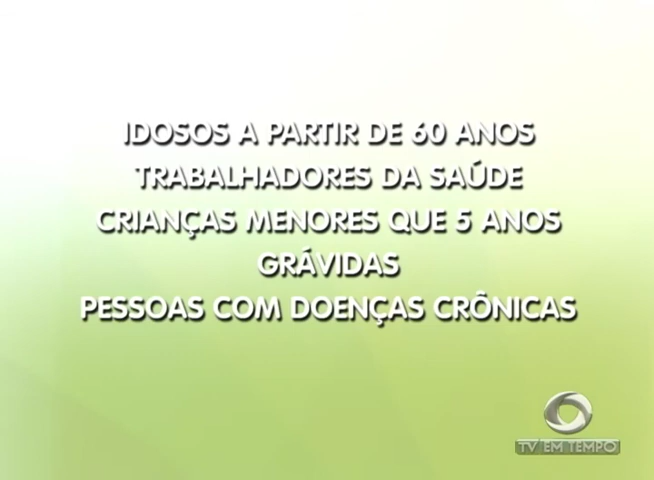 IDOSOS A PARTIR DE 60 ANOS
TRABALHADORES DA SAÚDE
CRIANÇAS MENORES QUE 5 ANOS
GRÁVIDAS
PESSOAS COM DOENÇAS CRÔNICAS
TV EM TEMPO